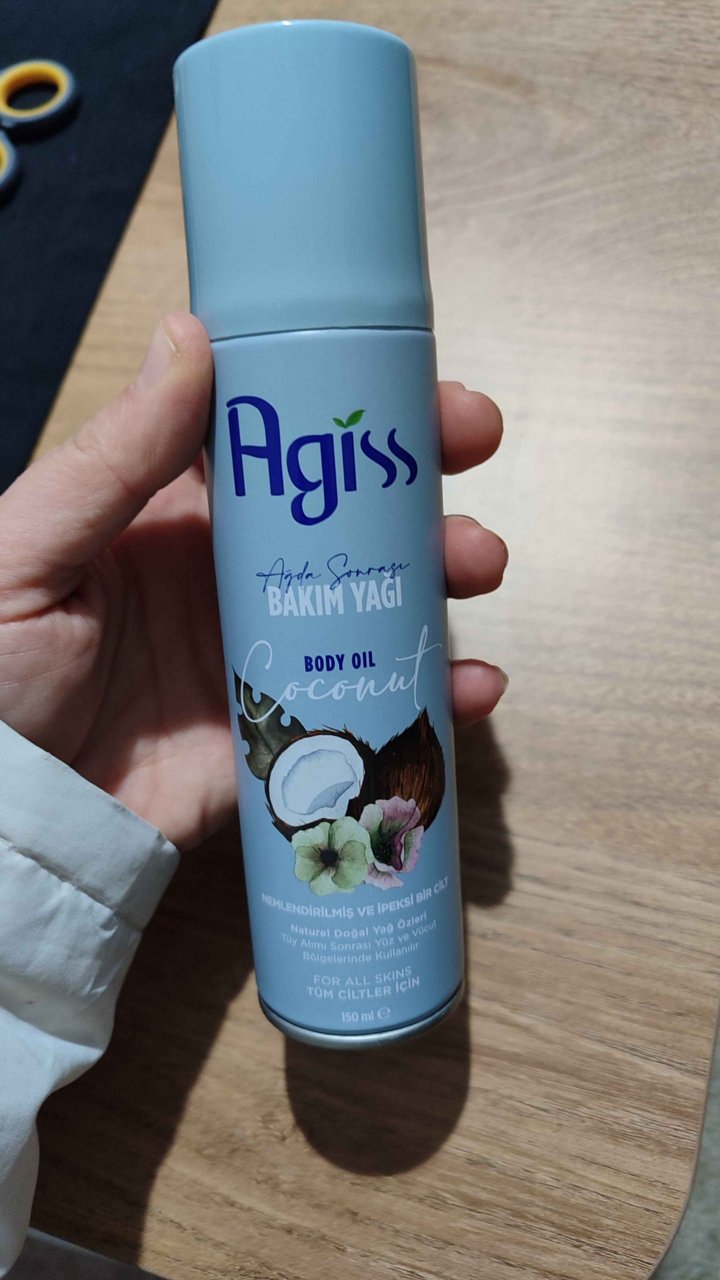 Agiss
Ağda Sonrası
BAKIM YAĞI
BODY OIL
Coconut
NEMLENDİRİLMİŞ VE İPEKSİ BİR CİLT
Naturel Doğal Yağ Özleri
Tüy Alımı Sonrası Yüz ve Vücut
Bölgelerinde Kullanılır
FOR ALL SKINS
TÜM CİLTLER İÇİN
150 ml ℮